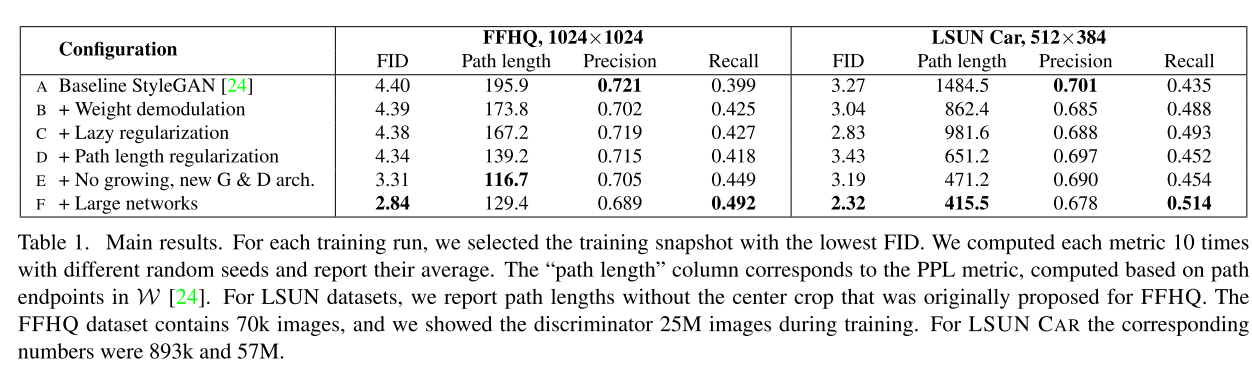 Configuration FFHQ, 1024×1024 LSUN Car, 512×384
FID Path length Precision Recall FID Path length Precision Recall
A Baseline StyleGAN [24] 4.40 195.9 0.721 0.399 3.27 1484.5 0.701 0.435
B + Weight demodulation 4.39 173.8 0.702 0.425 3.04 862.4 0.685 0.488
C + Lazy regularization 4.38 167.2 0.719 0.427 2.83 981.6 0.688 0.493
D + Path length regularization 4.34 139.2 0.715 0.418 3.43 651.2 0.697 0.452
E + No growing, new G & D arch. 3.31 116.7 0.705 0.449 3.19 471.2 0.690 0.454
F + Large networks 2.84 129.4 0.689 0.492 2.32 415.5 0.678 0.514
Table 1. Main results. For each training run, we selected the training snapshot with the lowest FID. We computed each metric 10 times
with different random seeds and report their average. The “path length” column corresponds to the PPL metric, computed based on path
endpoints in W [24]. For LSUN datasets, we report path lengths without the center crop that was originally proposed for FFHQ. The
FFHQ dataset contains 70k images, and we showed the discriminator 25M images during training. For LSUN CAR the corresponding
numbers were 893k and 57M.